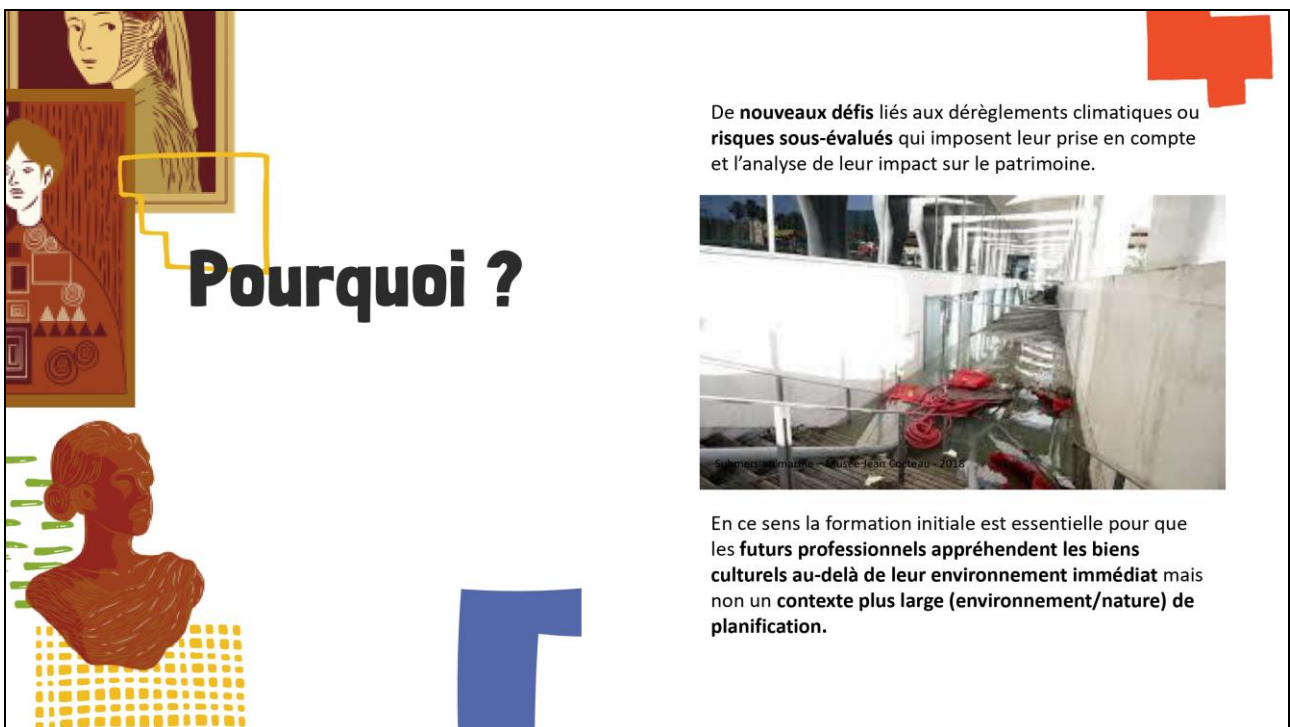 Pourquoi ?
De nouveaux défis liés aux dérèglements climatiques ou
risques sous-évalués qui imposent leur prise en compte
et l’analyse de leur impact sur le patrimoine.
Submersion marine – Musée Jean Cocteau - 2018
En ce sens la formation initiale est essentielle pour que
les futurs professionnels appréhendent les biens
culturels au-delà de leur environnement immédiat mais
non un contexte plus large (environnement/nature) de
planification.